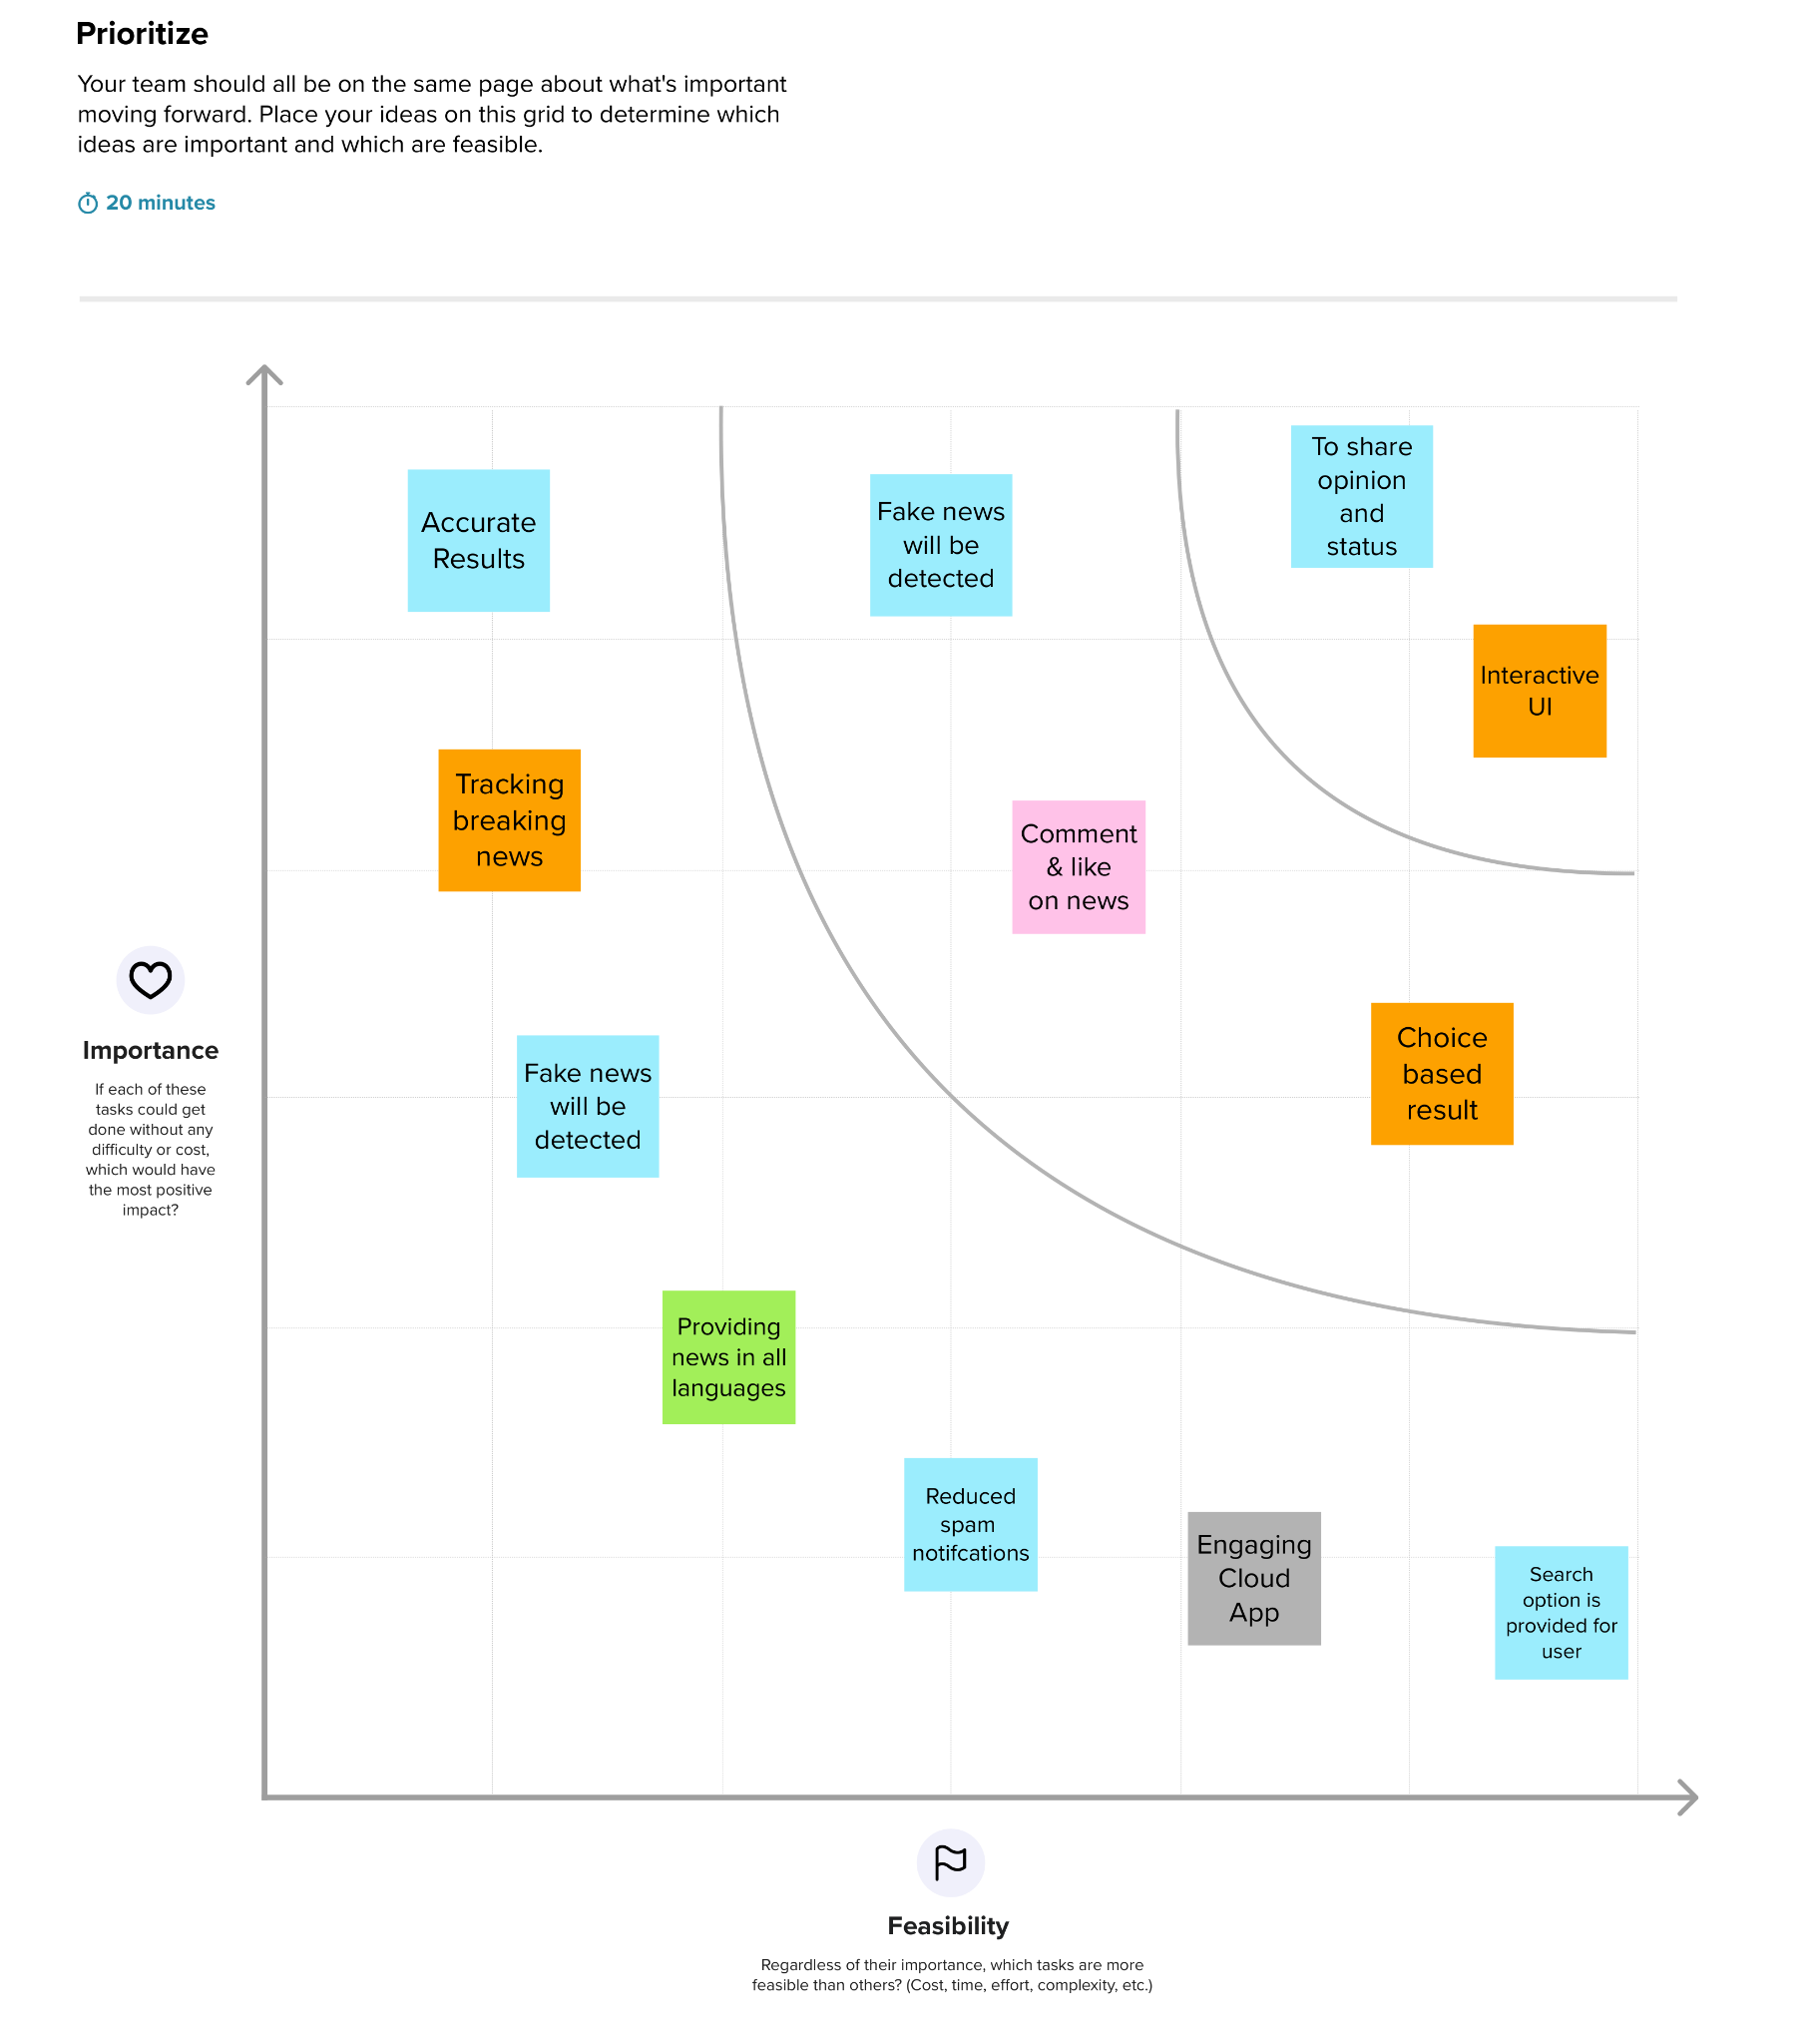 Prioritize
Your team should all be on the same page about what's important
moving forward. Place your ideas on this grid to determine which
ideas are important and which are feasible.
20 minutes
To share
opinion
and
status
Accurate
Results
Fake news
will be
detected
Interactive
UI
Tracking
breaking
news
Comment
& like
on news
Importance
If each of these
tasks could get
done without any
difficulty or cost,
which would have
the most positive
impact?
Choice
based
result
Fake news
will be
detected
Providing
news in all
languages
Reduced
spam
notifcations
Engaging
Cloud
App
Search
option is
provided for
user
Feasibility
Regardless of their importance, which tasks are more
feasible than others? (Cost, time, effort, complexity, etc.)